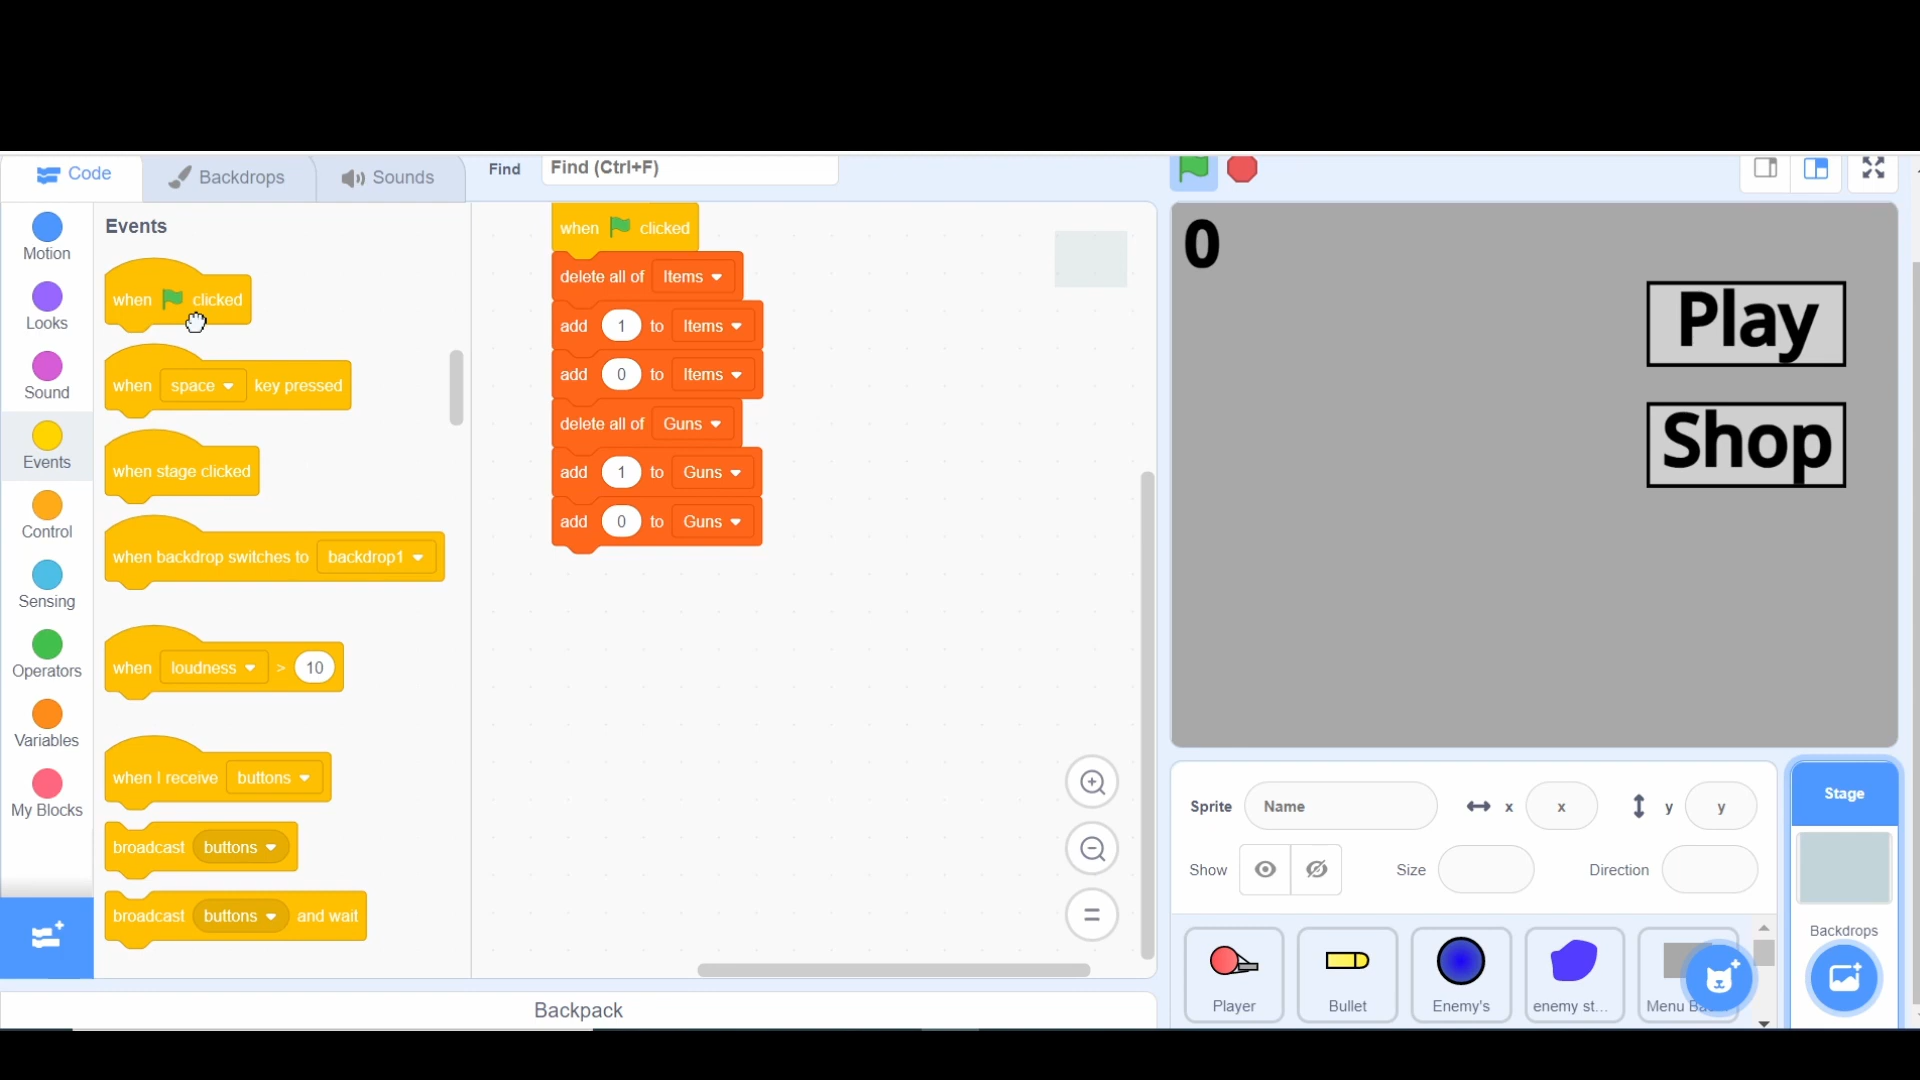 Code
Backdrops
Sounds
Find
Find (Ctrl+F)
Motion
Looks
Sound
Events
Control
Sensing
Operators
Variables
My Blocks
Events
when clicked
when space key pressed
when stage clicked
when backdrop switches to backdrop1
when loudness > 10
when I receive buttons
broadcast buttons
broadcast buttons and wait
when clicked
delete all of Items
add 1 to Items
add 0 to Items
delete all of Guns
add 1 to Guns
add 0 to Guns
=
Backpack
0
Play
Shop
Sprite Name x x y y
Show Size Direction
Player
Bullet
Enemy's
enemy st...
Menu
Stage
Backdrops